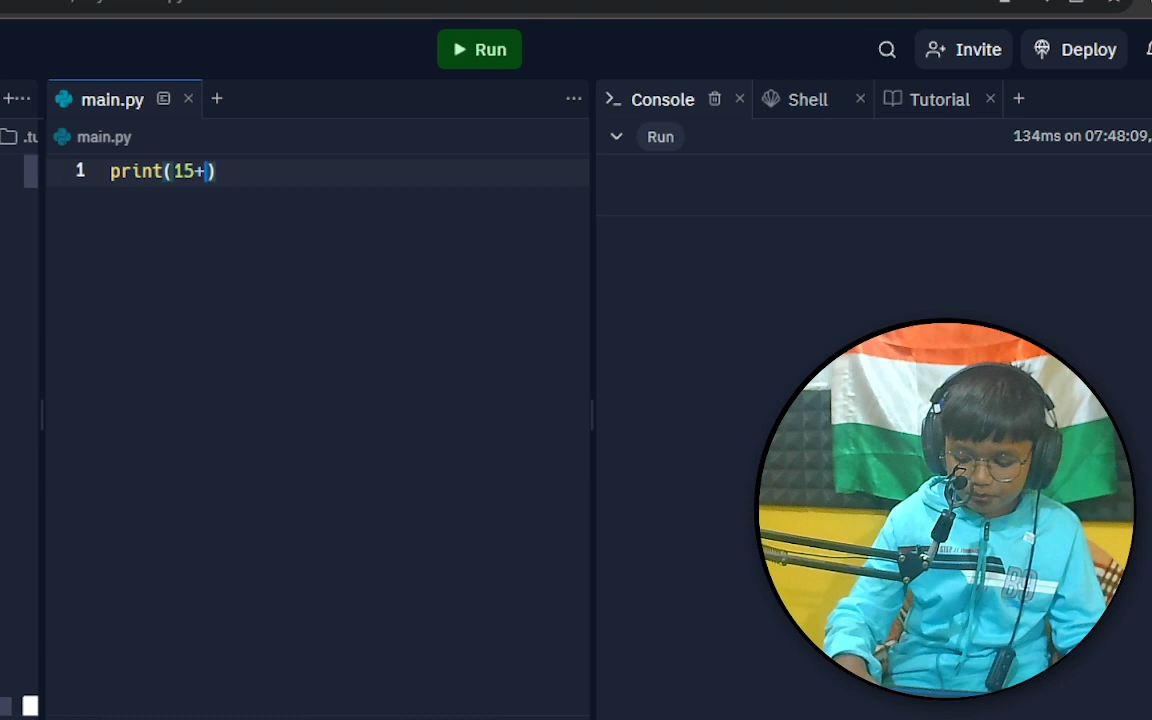 Run
Invite
Deploy
main.py
Console
Shell
Tutorial
.tu
main.py
Run
134ms on 07:48:09,
1 print(15+)